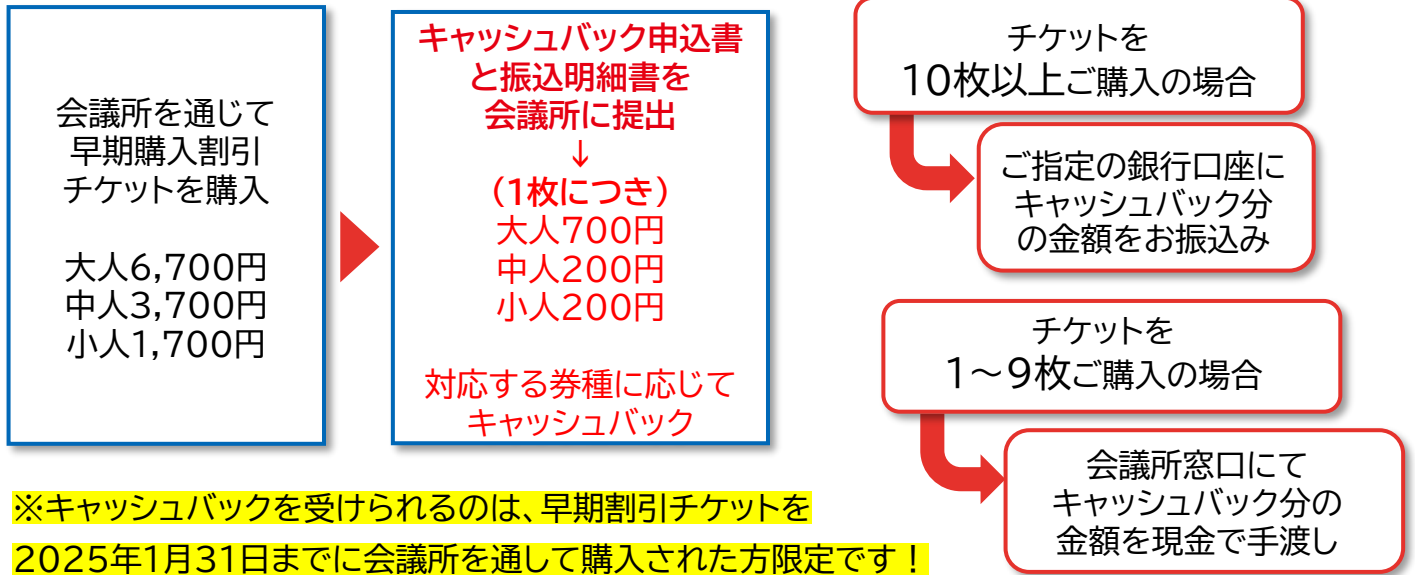 会議所を通じて
早期購入割引
チケットを購入
大人6,700円
中人3,700円
小人1,700円
キャッシュバック申込書
と振込明細書を
会議所に提出
↓
(1枚につき)
大人700円
中人200円
小人200円
対応する券種に応じて
キャッシュバック
チケットを
10枚以上ご購入の場合
ご指定の銀行口座に
キャッシュバック分
の金額をお振込み
チケットを
1～9枚ご購入の場合
会議所窓口にて
キャッシュバック分の
金額を現金で手渡し
※キャッシュバックを受けられるのは、早期割引チケットを
2025年1月31日までに会議所を通して購入された方限定です！